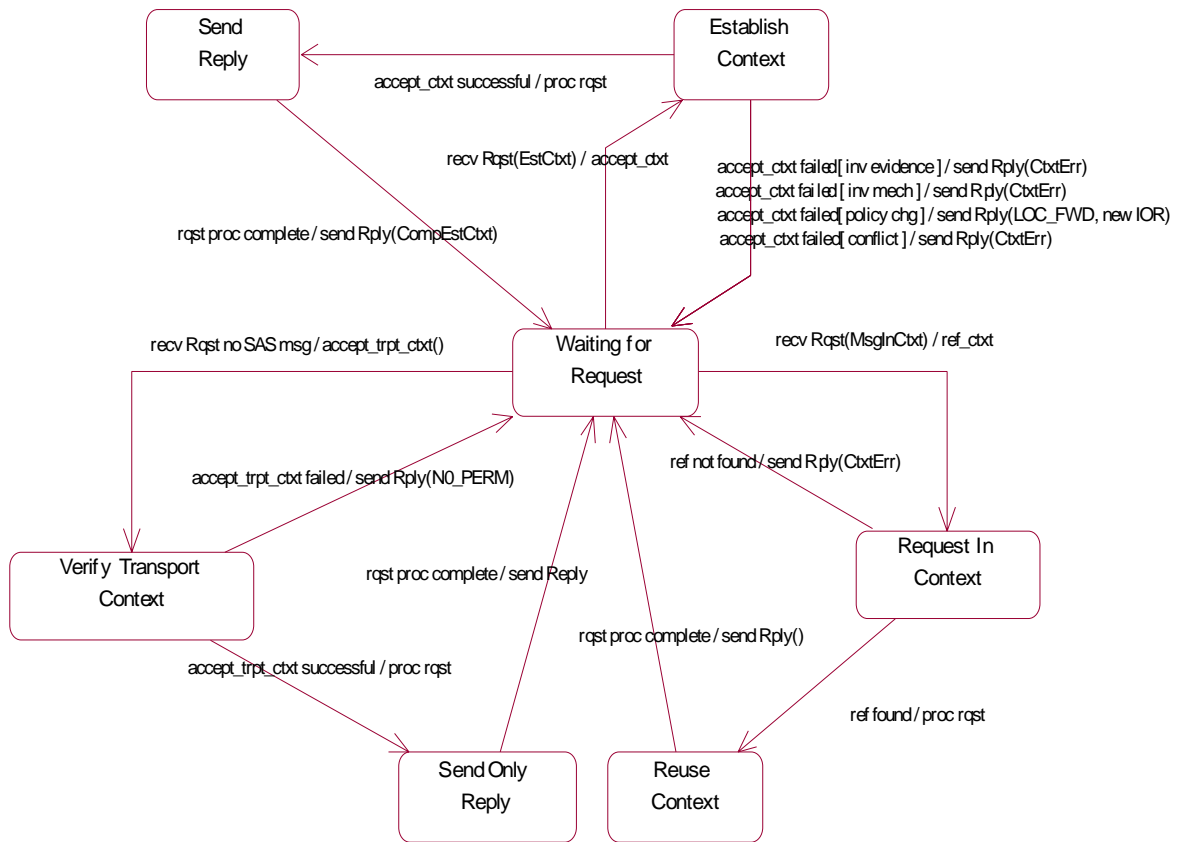 Send
Reply
Establish
Context
accept_ctxt successful / proc rqst
recv Rqst(EstCtxt) / accept_ctxt
accept_ctxt failed[ inv evidence ] / send Rply(CtxtErr)
accept_ctxt failed[ inv mech ] / send Rply(CtxtErr)
accept_ctxt failed[ policy chg ] / send Rply(LOC_FWD, new IOR)
accept_ctxt failed[ conflict ] / send Rply(CtxtErr)
rqst proc complete / send Rply(CompEstCtxt)
recv Rqst no SAS msg / accept_trpt_ctxt()
Waiting for
Request
recv Rqst(MsgInCtxt) / ref_ctxt
accept_trpt_ctxt failed / send Rply(N0_PERM)
ref not found / send Rply(CtxtErr)
Verify Transport
Context
Request In
Context
rqst proc complete / send Reply
rqst proc complete / send Rply()
accept_trpt_ctxt successful / proc rqst
ref found / proc rqst
Send Only
Reply
Reuse
Context